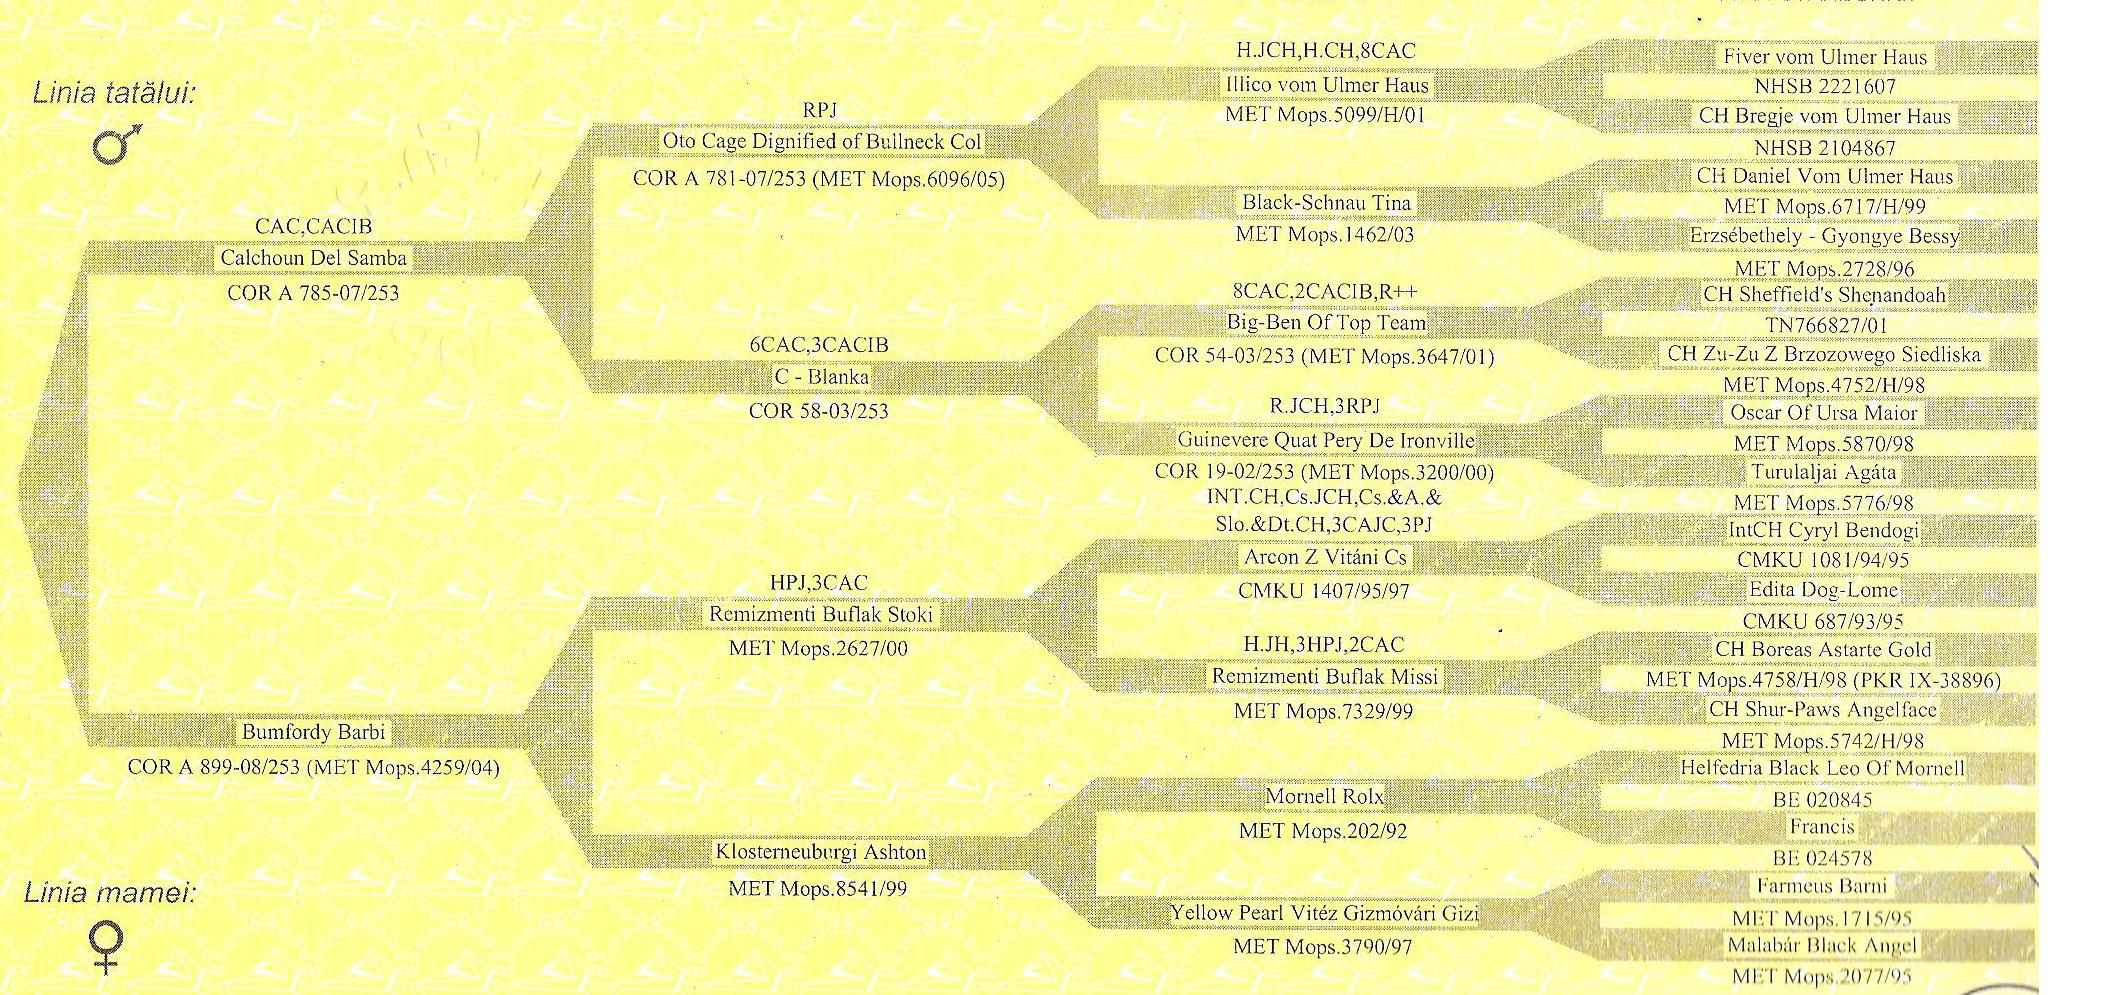 Linia tatălui:
CAC,CACIB
Calchoun Del Samba
COR A 785-07/253
RPJ
Oto Cage Dignified of Builneck Col
COR A 781-07/253 (MET Mops.6096/05)
6CAC,3CACIB
C - Blanka
COR 58-03/253
H.JCH,H.CH,8CAC
Illico vom Ulmer Haus
MET Mops.5099/H/01
Black-Schnau Tina
MET Mops.1462/03
8CAC,2CACIB,R++
Big-Ben Of Top Team
COR 54-03/253 (MET Mops.3647/01)
R.JCH,3RPJ
Guinevere Quat Pery De Ironville
COR 19-02/253 (MET Mops.3200/00)
Fiver vom Ulmer Haus
NHSB 2221607
CH Bregje vom Ulmer Haus
NHSB 2104867
CH Daniel Vom Ulmer Haus
MET Mops.6717/H/99
Erzsébethely - Gyongye Bessy
MET Mops.2728/96
CH Sheffield's Shenandoah
TN766827/01
CH Zu-Zu Z Brzozowego Siedliska
MET Mops.4752/H/98
Oscar Of Ursa Maior
MET Mops.5870/98
Turulaljai Agáta
MET Mops.5776/98
Linia mamei:
Bumfordy Barbi
COR A 899-08/253 (MET Mops.4259/04)
HPJ,3CAC
Remizmenti Buflak Stoki
MET Mops.2627/00
Klosterneuburgi Ashton
MET Mops.8541/99
INT.CH,Cs.JCH,Cs.&A.&
Slo.&Dt.CH,3CAJC,3PJ
Arcon Z Vitáni Cs
CMKU 1407/95/97
H.JH,3HPJ,2CAC
Remizmenti Buflak Missi
MET Mops.7329/99
Mornell Rolx
MET Mops.202/92
Yellow Pearl Vitéz Gizmóvári Gizi
MET Mops.3790/97
IntCH Cyryl Bendogi
CMKU 1081/94/95
Edita Dog-Lome
CMKU 687/93/95
CH Boreas Astarte Gold
MET Mops.4758/H/98 (PKR IX-38896)
CH Shur-Paws Angelface
MET Mops.5742/H/98
Helfedria Black Leo Of Mornell
BE 020845
Francis
BE 024578
Farmeus Barni
MET Mops.1715/95
Malabár Black Angel
MET Mops.2077/95